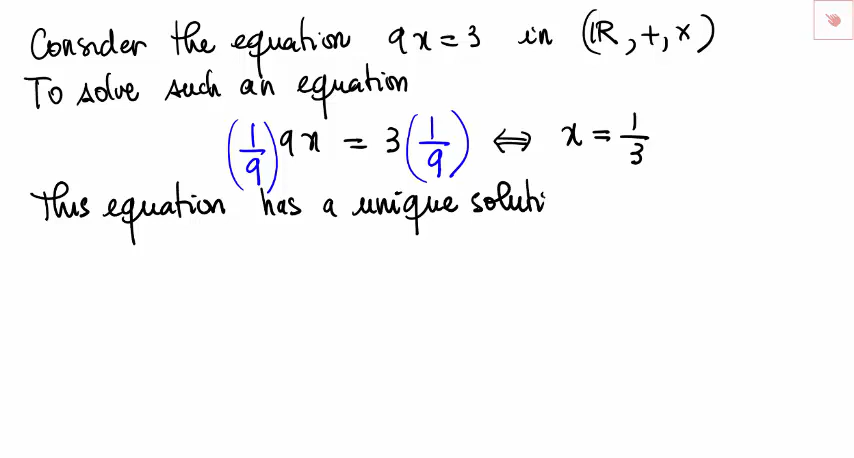 Consider the equation 9x = 3 in (ℝ, +, ×)
To solve such an equation
(1/9) 9x = 3 (1/9) ⟺ x = 1/3
This equation has a unique soluti